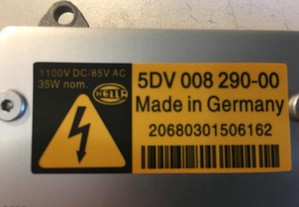 1100V DC/85V AC
35W nom.
HELLA
5DV 008 290-00
Made in Germany
20680301506162